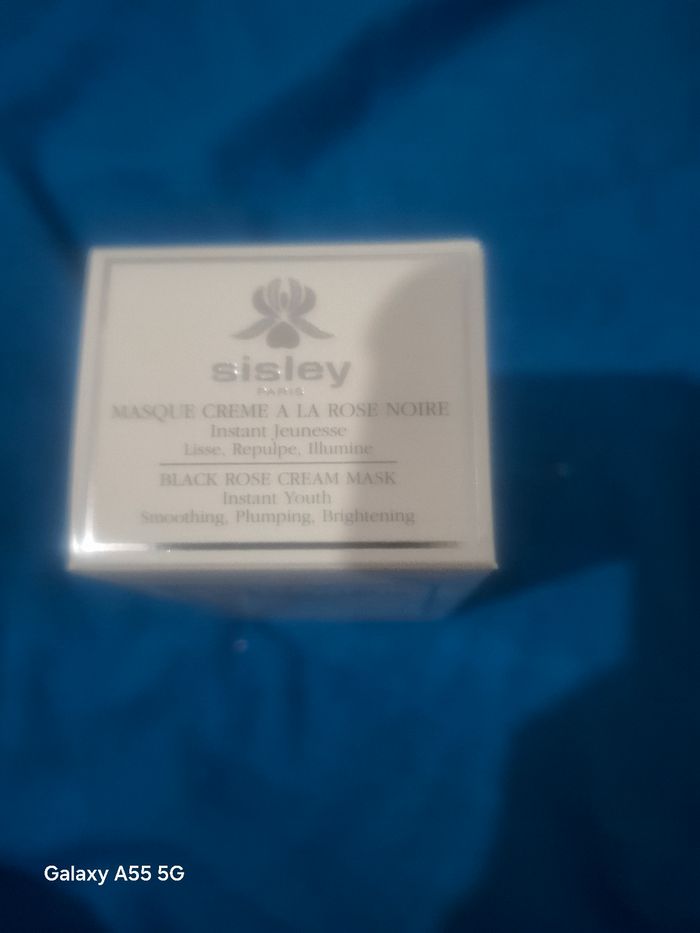 sisley
PARIS
MASQUE CREME A LA ROSE NOIRE
Instant Jeunesse
Lisse, Repulpe, Illumine
BLACK ROSE CREAM MASK
Instant Youth
Smoothing, Plumping, Brightening
Galaxy A55 5G